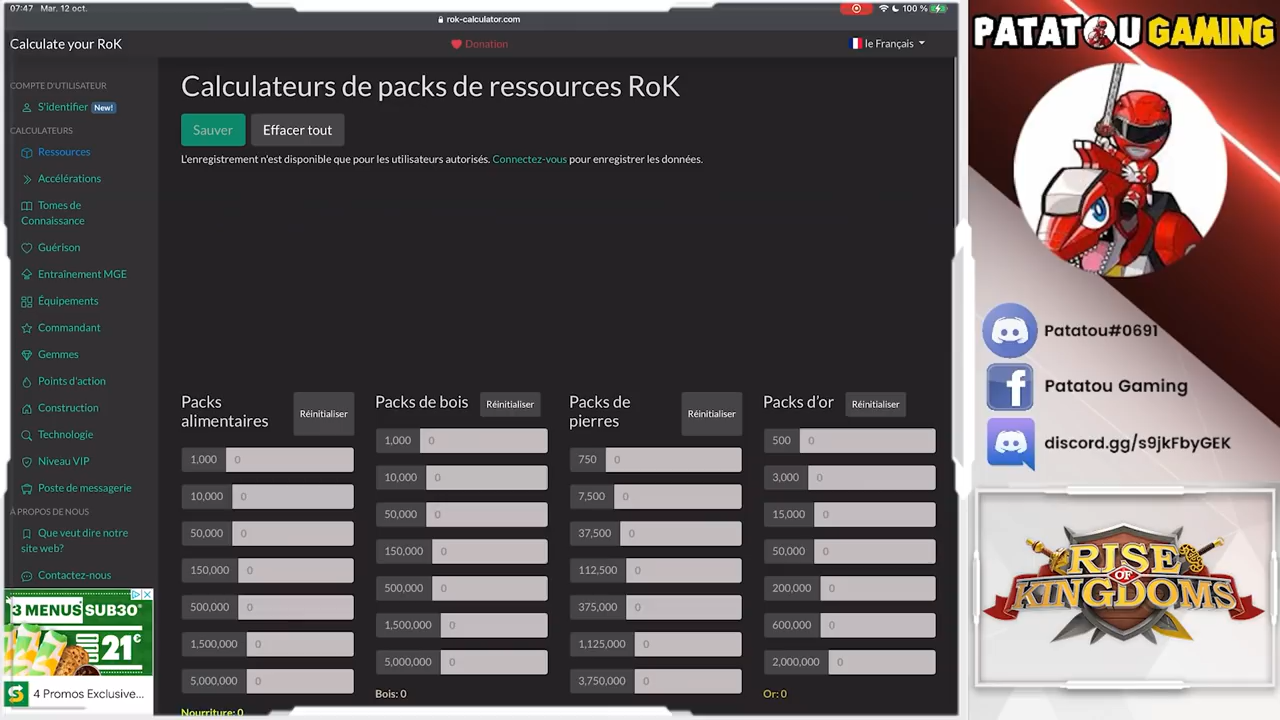 07:47 Mar. 12 oct.
100 %
rok-calculator.com
Calculate your RoK
Donation
le Français
COMPTE D'UTILISATEUR
S'identifier New!
CALCULATEURS
Ressources
Accélérations
Tomes de
Connaissance
Guérison
Entraînement MGE
Équipements
Commandant
Gemmes
Points d'action
Construction
Technologie
Niveau VIP
Poste de messagerie
À PROPOS DE NOUS
Que veut dire notre
site web?
Contactez-nous
3 MENUS SUB30°
21€
4 Promos Exclusive...
Calculateurs de packs de ressources RoK
Sauver
Effacer tout
L'enregistrement n'est disponible que pour les utilisateurs autorisés. Connectez-vous pour enregistrer les données.
Packs
alimentaires
Réinitialiser
1,000 0
10,000 0
50,000 0
150,000 0
500,000 0
1,500,000 0
5,000,000 0
Nourriture: 0
Packs de bois
Réinitialiser
1,000 0
10,000 0
50,000 0
150,000 0
500,000 0
1,500,000 0
5,000,000 0
Bois: 0
Packs de
pierres
Réinitialiser
750 0
7,500 0
37,500 0
112,500 0
375,000 0
1,125,000 0
3,750,000 0
Packs d'or
Réinitialiser
500 0
3,000 0
15,000 0
50,000 0
200,000 0
600,000 0
2,000,000 0
Or: 0
PATATOU GAMING
Patatou#0691
Patatou Gaming
discord.gg/s9jkFbyGEK
RISE
OF
KINGDOMS